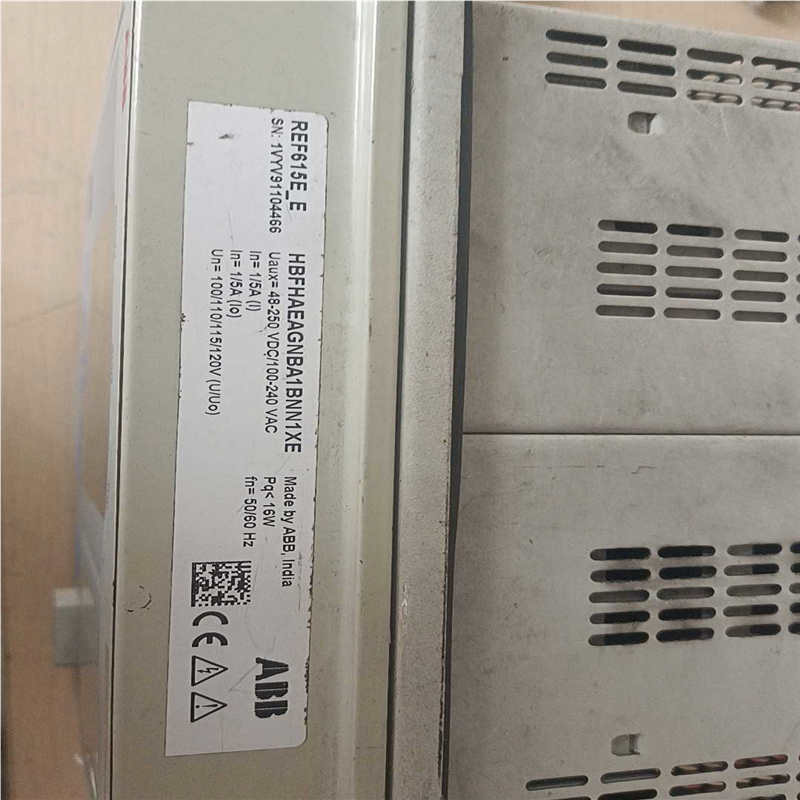 REF615E_E
SN: 1VYV91104466
HBFHAEAGNBA1BNN1XE
Uaux= 48-250 VDC/100-240 VAC
In= 1/5A (I)
In= 1/5A (Io)
Un= 100/110/115/120V (U/Uo)
Made by ABB, India
Pq< 16W
fn= 50/60 Hz
CE
ABB